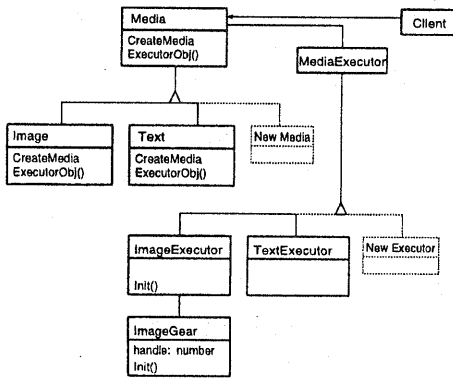 Media
CreateMedia
ExecutorObj()
Client
MediaExecutor
Image
CreateMedia
ExecutorObj()
Text
CreateMedia
ExecutorObj()
New Media
ImageExecutor
Init()
TextExecutor
New Executor
ImageGear
handle: number
Init()